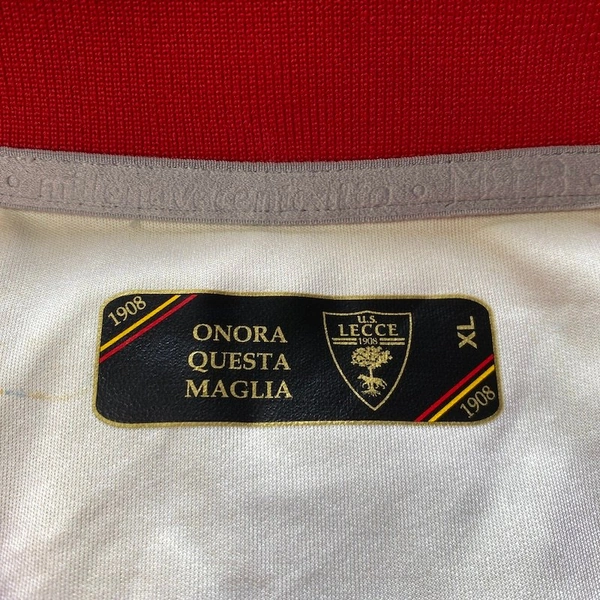 1908
ONORA
QUESTA
MAGLIA
U.S.
LECCE
1908
XL
1908